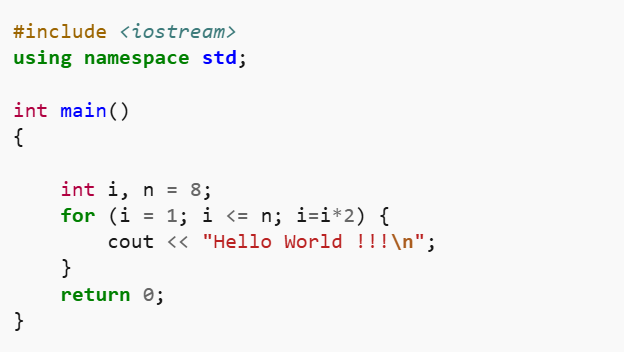 #include <iostream>
using namespace std;
int main()
{
    int i, n = 8;
    for (i = 1; i <= n; i=i*2) {
        cout << "Hello World !!!\n";
    }
    return 0;
}